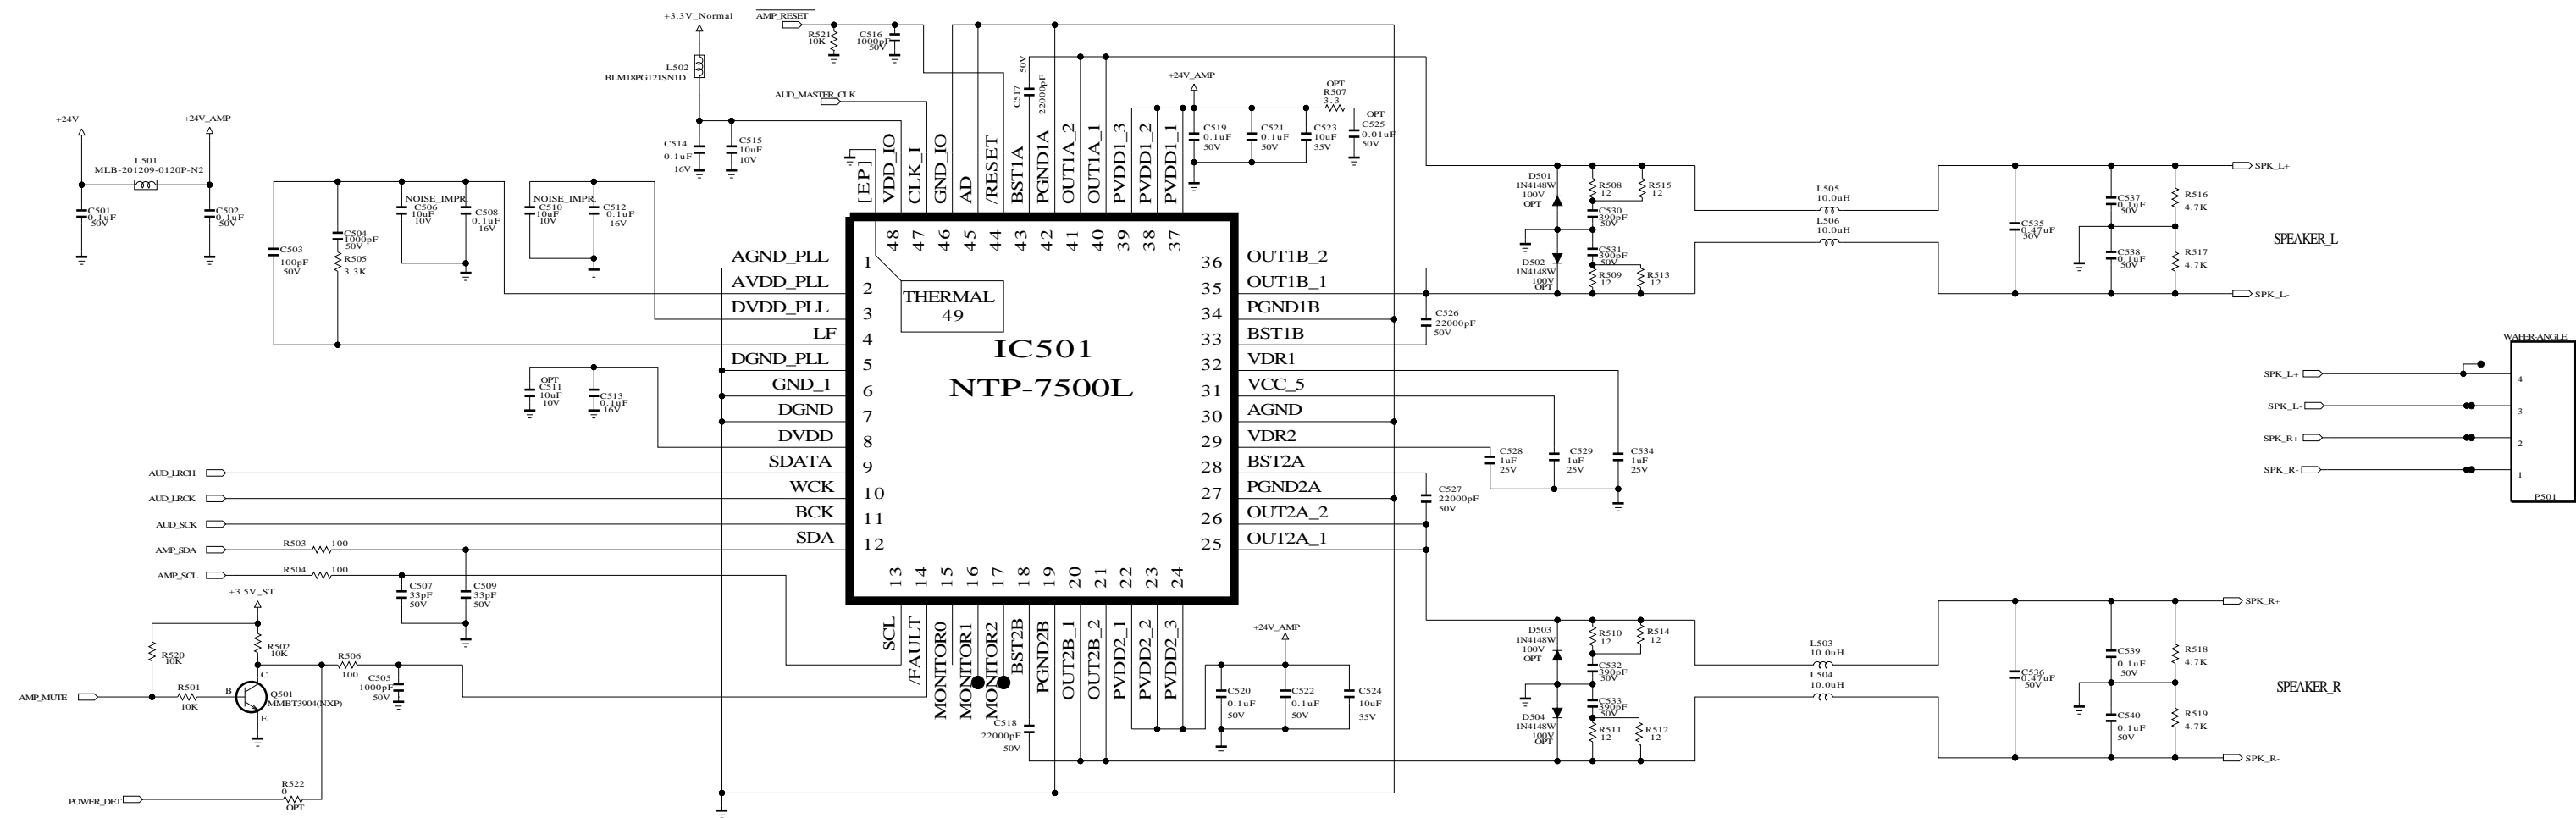 +3.3V_Normal
AMP_RESET
R521
10K
C516
1000pF
50V
L502
BLM18PG121SN1D
AUD_MASTER_CLK
C514
0.1uF
16V
C515
10uF
10V
+24V
+24V_AMP
L501
MLB-201209-0120P-N2
C501
0.1uF
50V
C502
0.1uF
50V
C503
100pF
50V
C504
1000pF
50V
R505
3.3K
NOISE_IMPR.
C506
10uF
10V
C508
0.1uF
16V
NOISE_IMPR.
C510
10uF
10V
C512
0.1uF
16V
OPT
C511
10uF
10V
C513
0.1uF
16V
C517
22000pF
50V
+24V_AMP
C519
0.1uF
50V
C521
0.1uF
50V
C523
10uF
35V
OPT
R507
3.3
OPT
C525
0.01uF
50V
[EP]
VDD_IO
CLK_I
GND_IO
AD
/RESET
BST1A
PGND1A
OUT1A_2
OUT1A_1
PVDD1_3
PVDD1_2
PVDD1_1
48
47
46
45
44
43
42
41
40
39
38
37
AGND_PLL 1
AVDD_PLL 2
DVDD_PLL 3
LF 4
DGND_PLL 5
GND_1 6
DGND 7
DVDD 8
SDATA 9
WCK 10
BCK 11
SDA 12
THERMAL
49
IC501
NTP-7500L
36 OUT1B_2
35 OUT1B_1
34 PGND1B
33 BST1B
32 VDR1
31 VCC_5
30 AGND
29 VDR2
28 BST2A
27 PGND2A
26 OUT2A_2
25 OUT2A_1
13
14
15
16
17
18
19
20
21
22
23
24
SCL
/FAULT
MONITOR0
MONITOR1
MONITOR2
BST2B
PGND2B
OUT2B_1
OUT2B_2
PVDD2_1
PVDD2_2
PVDD2_3
AUD_LRCH
AUD_LRCK
AUD_SCK
AMP_SDA
R503 100
AMP_SCL
R504 100
C507
33pF
50V
C509
33pF
50V
+3.5V_ST
R520
10K
R502
10K
R506
100
C505
1000pF
50V
AMP_MUTE
R501
10K
B
C
E
Q501
MMBT3904(NXP)
POWER_DET
R522
0
OPT
C518
22000pF
50V
+24V_AMP
C520
0.1uF
50V
C522
0.1uF
50V
C524
10uF
35V
C526
22000pF
50V
C527
22000pF
50V
C528
1uF
25V
C529
1uF
25V
C534
1uF
25V
D501
1N4148W
100V
OPT
R508
12
R515
12
C530
390pF
50V
C531
390pF
50V
D502
1N4148W
100V
OPT
R509
12
R513
12
L505
10.0uH
L506
10.0uH
C535
0.47uF
50V
C537
0.1uF
50V
C538
0.1uF
50V
R516
4.7K
R517
4.7K
SPK_L+
SPEAKER_L
SPK_L-
WAFER-ANGLE
SPK_L+ 4
SPK_L- 3
SPK_R+ 2
SPK_R- 1
P501
D503
1N4148W
100V
OPT
R510
12
R514
12
C532
390pF
50V
C533
390pF
50V
D504
1N4148W
100V
OPT
R511
12
R512
12
L503
10.0uH
L504
10.0uH
C536
0.47uF
50V
C539
0.1uF
50V
C540
0.1uF
50V
R518
4.7K
R519
4.7K
SPK_R+
SPEAKER_R
SPK_R-